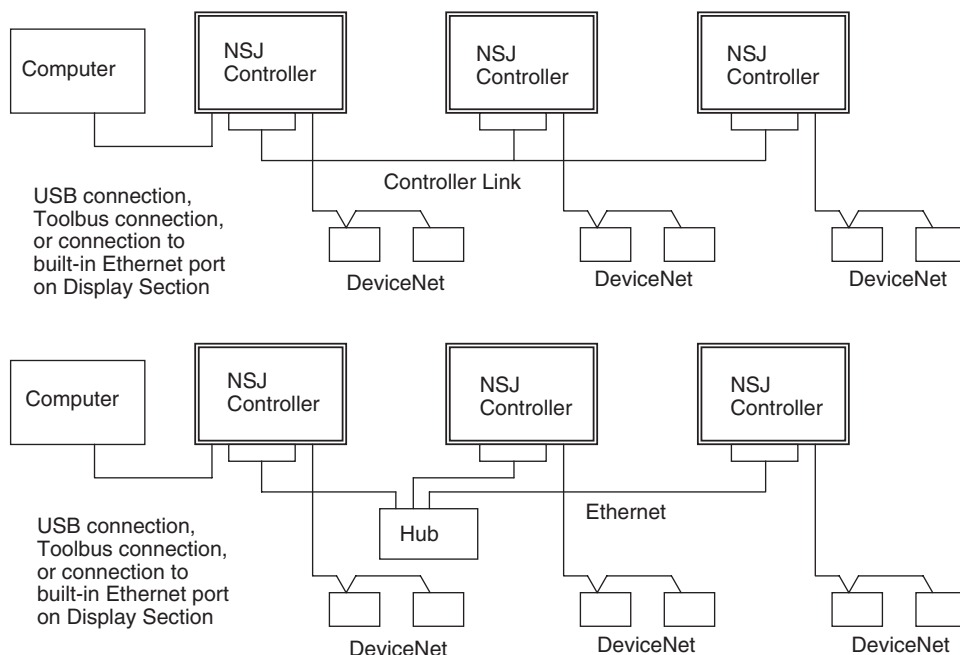 Computer
NSJ
Controller
NSJ
Controller
NSJ
Controller
Controller Link
USB connection,
Toolbus connection,
or connection to
built-in Ethernet port
on Display Section
DeviceNet
DeviceNet
DeviceNet
Computer
NSJ
Controller
NSJ
Controller
NSJ
Controller
Ethernet
Hub
USB connection,
Toolbus connection,
or connection to
built-in Ethernet port
on Display Section
DeviceNet
DeviceNet
DeviceNet